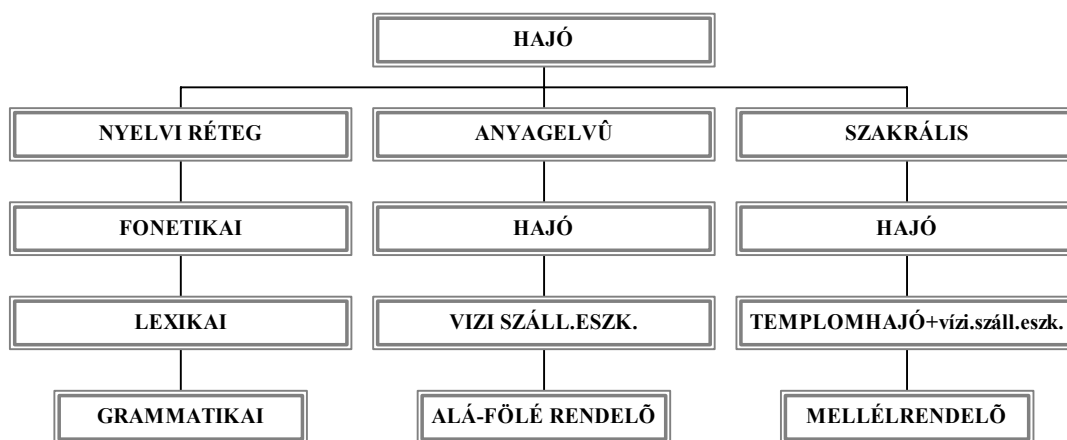 HAJÓ
NYELVI RÉTEG
ANYAGELVÛ
SZAKRÁLIS
FONETIKAI
HAJÓ
HAJÓ
LEXIKAI
VIZI SZÁLL.ESZK.
TEMPLOMHAJÓ+vízi.száll.eszk.
GRAMMATIKAI
ALÁ-FÖLÉ RENDELÕ
MELLÉLRENDELÕ